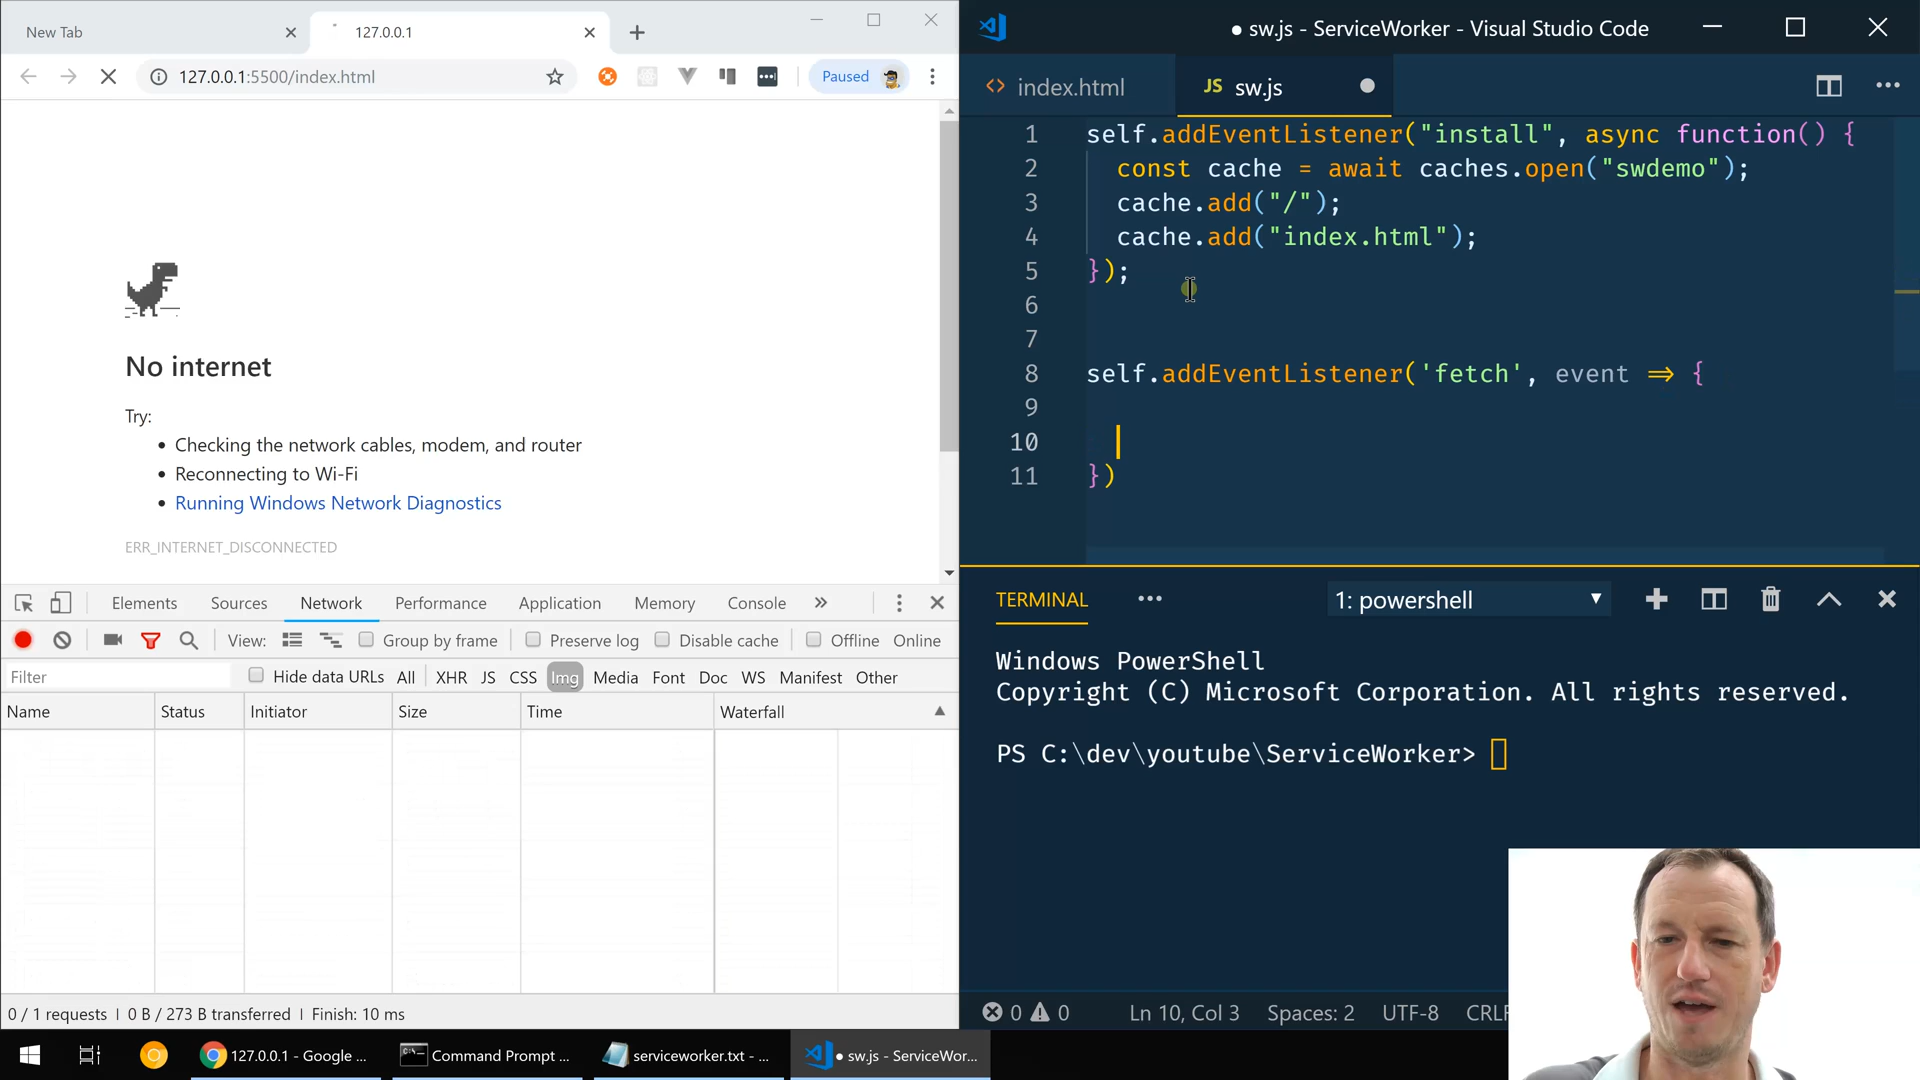 New Tab
127.0.0.1
127.0.0.1:5500/index.html
Paused
No internet
Try:
• Checking the network cables, modem, and router
• Reconnecting to Wi-Fi
• Running Windows Network Diagnostics
ERR_INTERNET_DISCONNECTED
Elements Sources Network Performance Application Memory Console
View: Group by frame Preserve log Disable cache Offline Online
Filter Hide data URLs All XHR JS CSS Img Media Font Doc WS Manifest Other
Name Status Initiator Size Time Waterfall
0 / 1 requests | 0 B / 273 B transferred | Finish: 10 ms
● sw.js - ServiceWorker - Visual Studio Code
<> index.html
JS sw.js
1 self.addEventListener("install", async function() {
2 const cache = await caches.open("swdemo");
3 cache.add("/");
4 cache.add("index.html");
5 });
6
7
8 self.addEventListener('fetch', event => {
9
10
11 })
TERMINAL
1: powershell
Windows PowerShell
Copyright (C) Microsoft Corporation. All rights reserved.
PS C:\dev\youtube\ServiceWorker>
0 0 Ln 10, Col 3 Spaces: 2 UTF-8 CRLF
127.0.0.1 - Google ...
Command Prompt ...
serviceworker.txt - ...
● sw.js - ServiceWor...